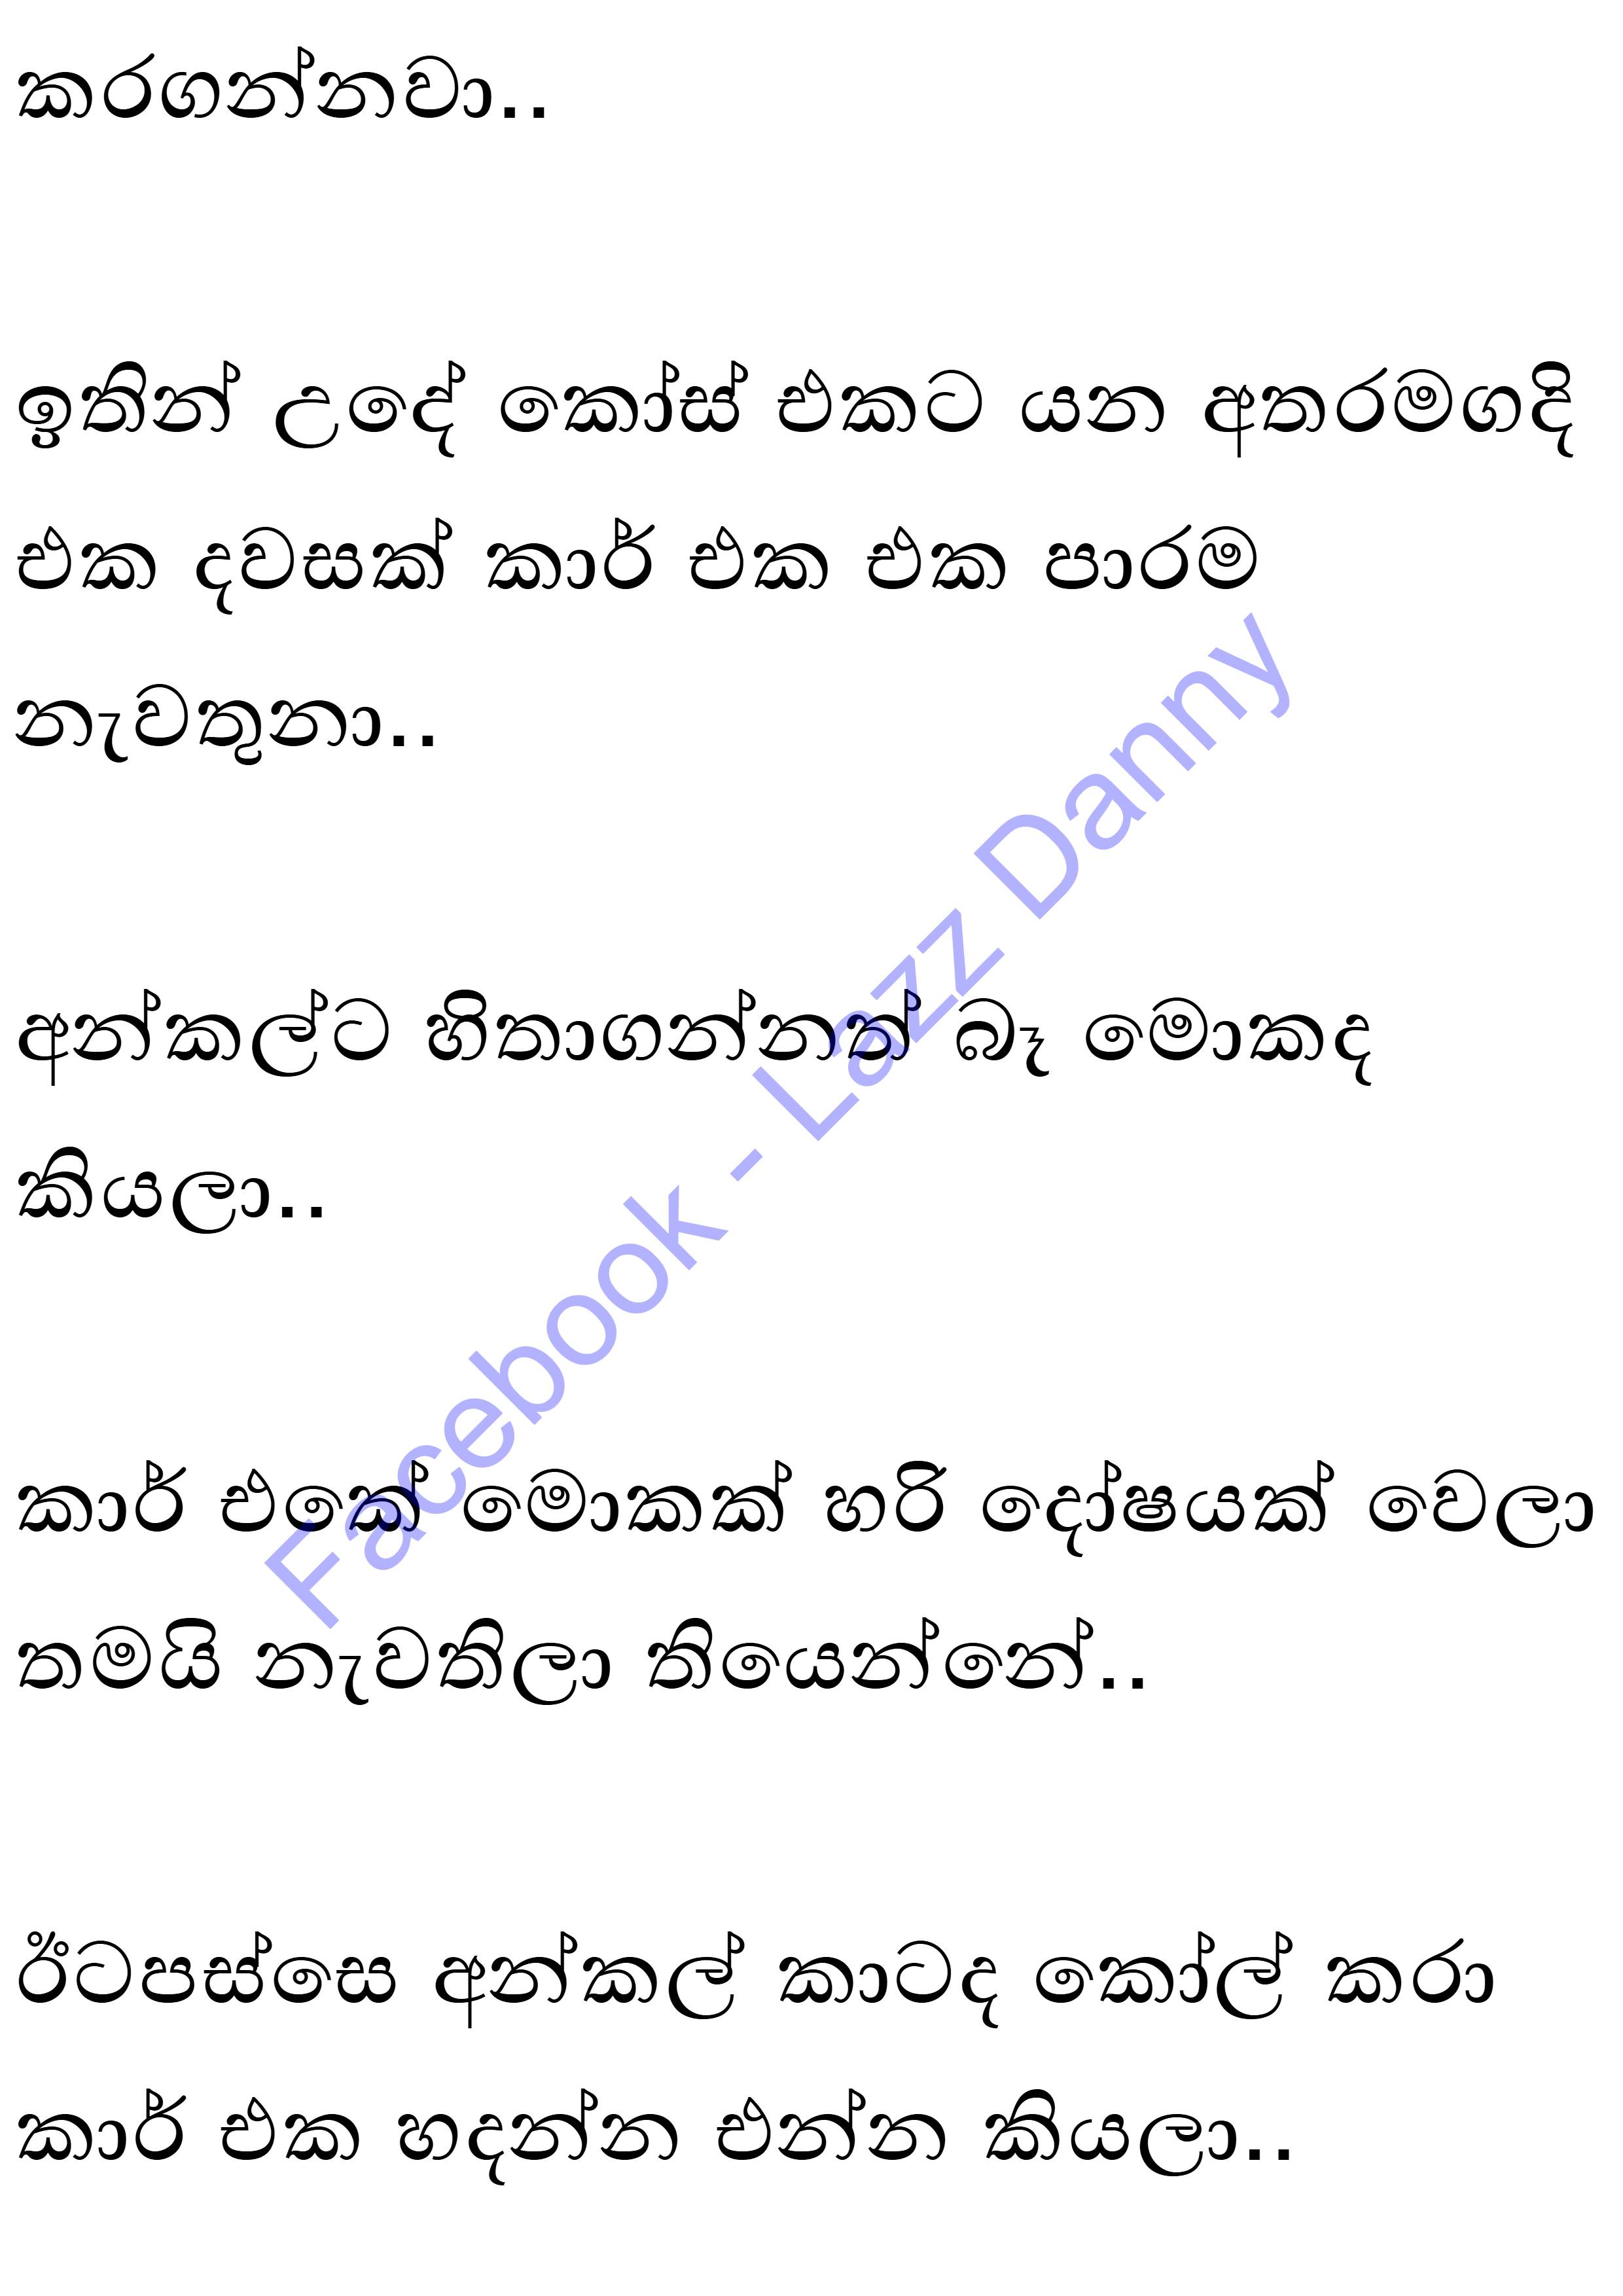 කරගන්නවා..
ඉතින් උදේ කෝස් එකට යන අතරමගදි
එක දවසක් කාර් එක එක පාරම
නැවතුනා..
අන්කල්ට හිතාගන්නත් බෑ මොකද
කියලා..
කාර් එකේ මොකක් හරි දෝෂයක් වෙලා
තමයි නැවතිලා තියෙන්නේ..
ඊටපස්සෙ අන්කල් කාටද කෝල් කරා
කාර් එක හදන්න එන්න කියලා..
Facebook - Lazz Danny